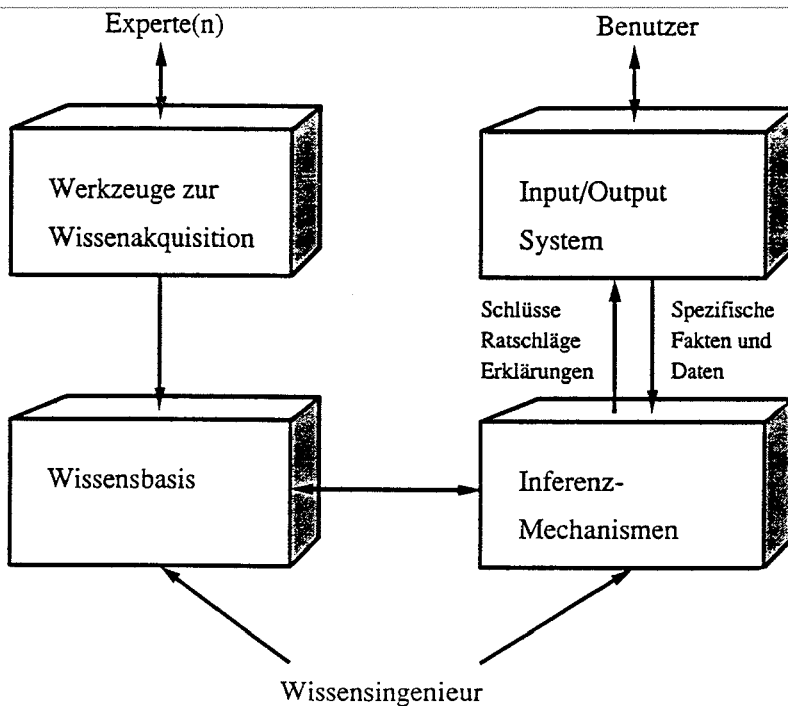 Experte(n)
Benutzer
Werkzeuge zur
Wissenakquisition
Input/Output
System
Schlüsse
Ratschläge
Erklärungen
Spezifische
Fakten und
Daten
Wissensbasis
Inferenz-
Mechanismen
Wissensingenieur